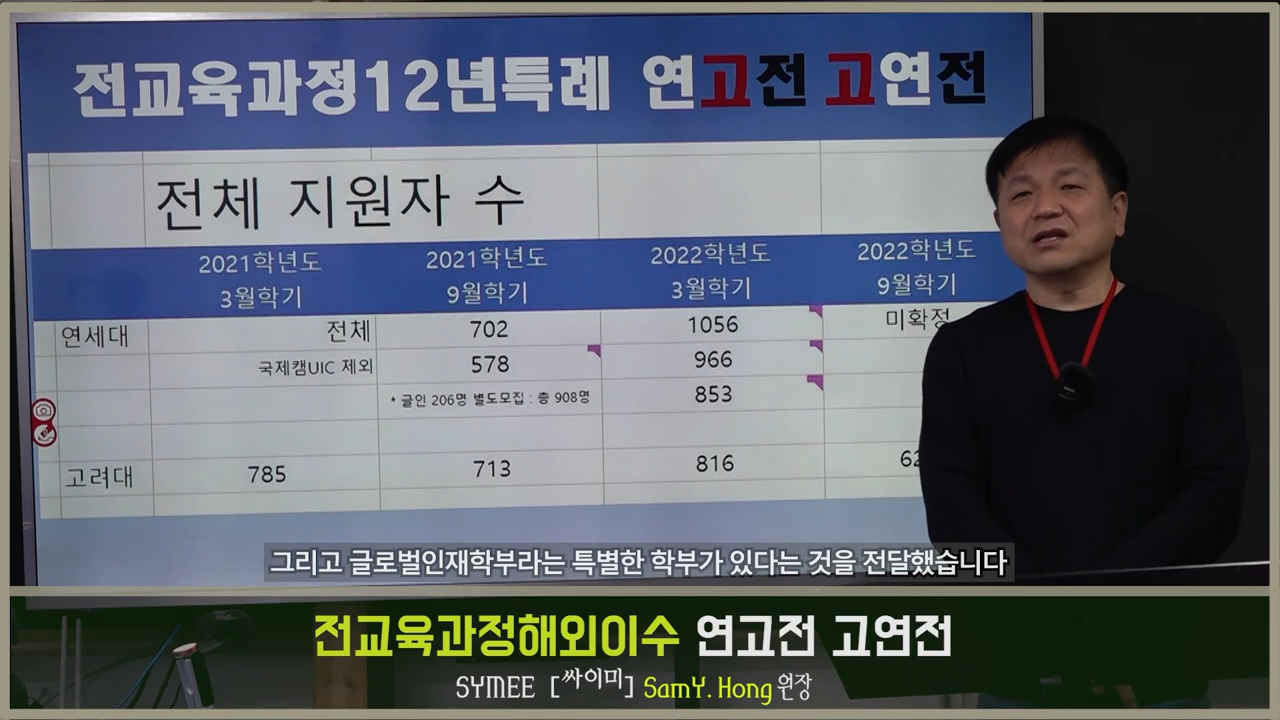 전교육과정12년특례 연고전 고연전
전체 지원자 수
2021학년도 3월학기 2021학년도 9월학기 2022학년도 3월학기 2022학년도 9월학기
연세대 전체 702 1056 미확정
국제캠UIC 제외 578 966
* 글인 206명 별도모집 : 총 908명 853
고려대 785 713 816
그리고 글로벌인재학부라는 특별한 학부가 있다는 것을 전달했습니다
전교육과정해외이수 연고전 고연전
SYMEE [싸이미] SamY. Hong 원장